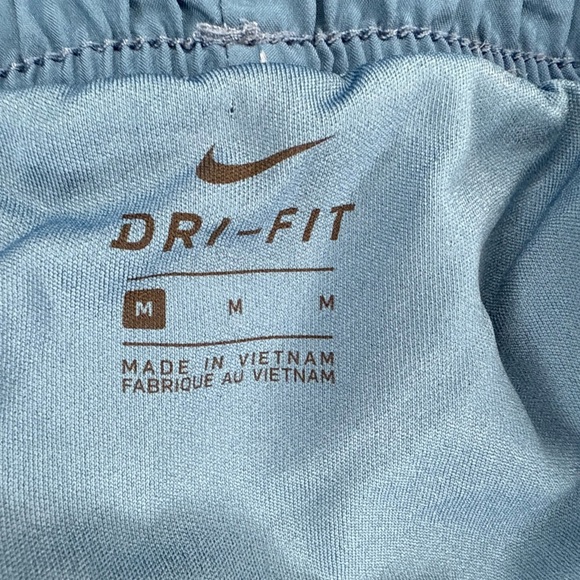 DRI-FIT
M M M
MADE IN VIETNAM
FABRIQUE AU VIETNAM